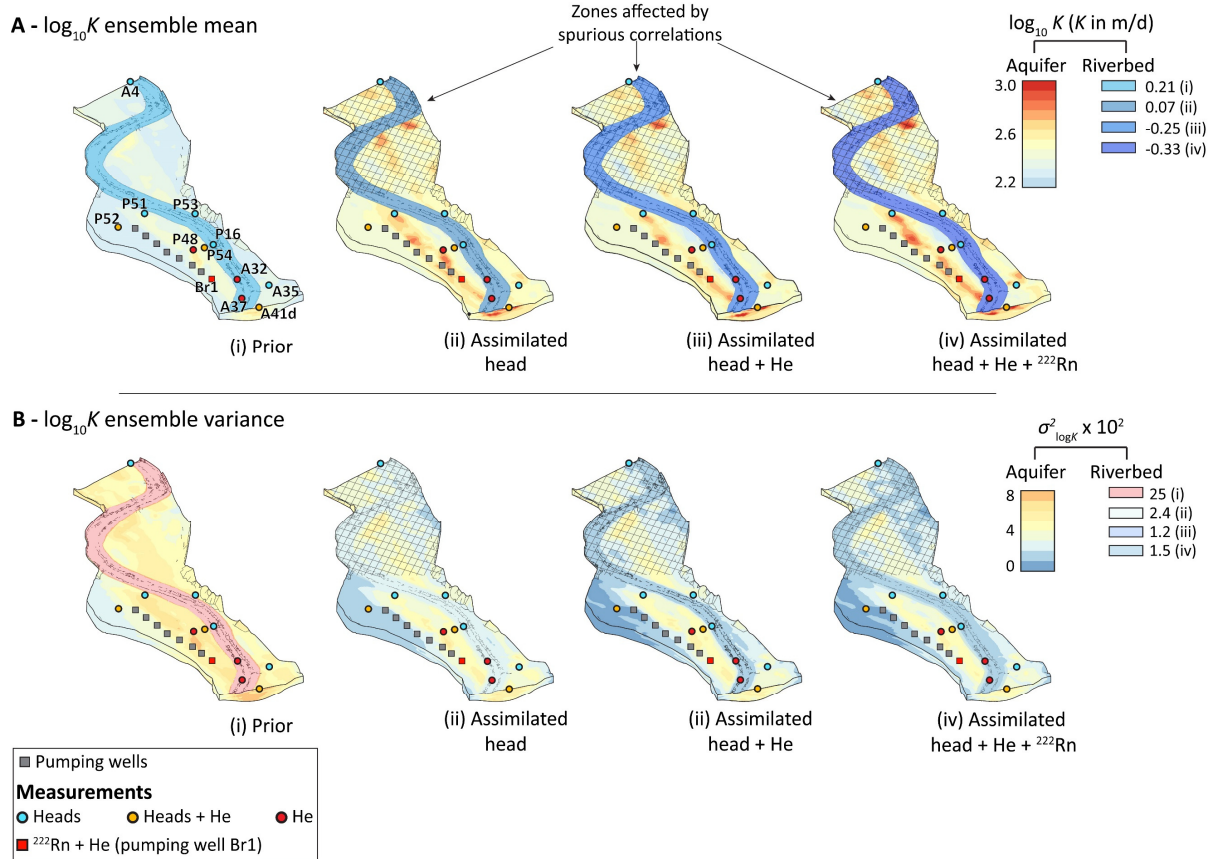 A - log₁₀K ensemble mean
Zones affected by
spurious correlations
log₁₀ K (K in m/d)
Aquifer
Riverbed
3.0
2.6
2.2
0.21 (i)
0.07 (ii)
-0.25 (iii)
-0.33 (iv)
A4
P51
P53
P52
P16
P48
P54
A32
Br1
A35
A37
A41d
(i) Prior
(ii) Assimilated
head
(iii) Assimilated
head + He
(iv) Assimilated
head + He + ²²²Rn
B - log₁₀K ensemble variance
σ²logK x 10²
Aquifer
Riverbed
8
4
0
25 (i)
2.4 (ii)
1.2 (iii)
1.5 (iv)
(i) Prior
(ii) Assimilated
head
(ii) Assimilated
head + He
(iv) Assimilated
head + He + ²²²Rn
Pumping wells
Measurements
Heads
Heads + He
He
²²²Rn + He (pumping well Br1)